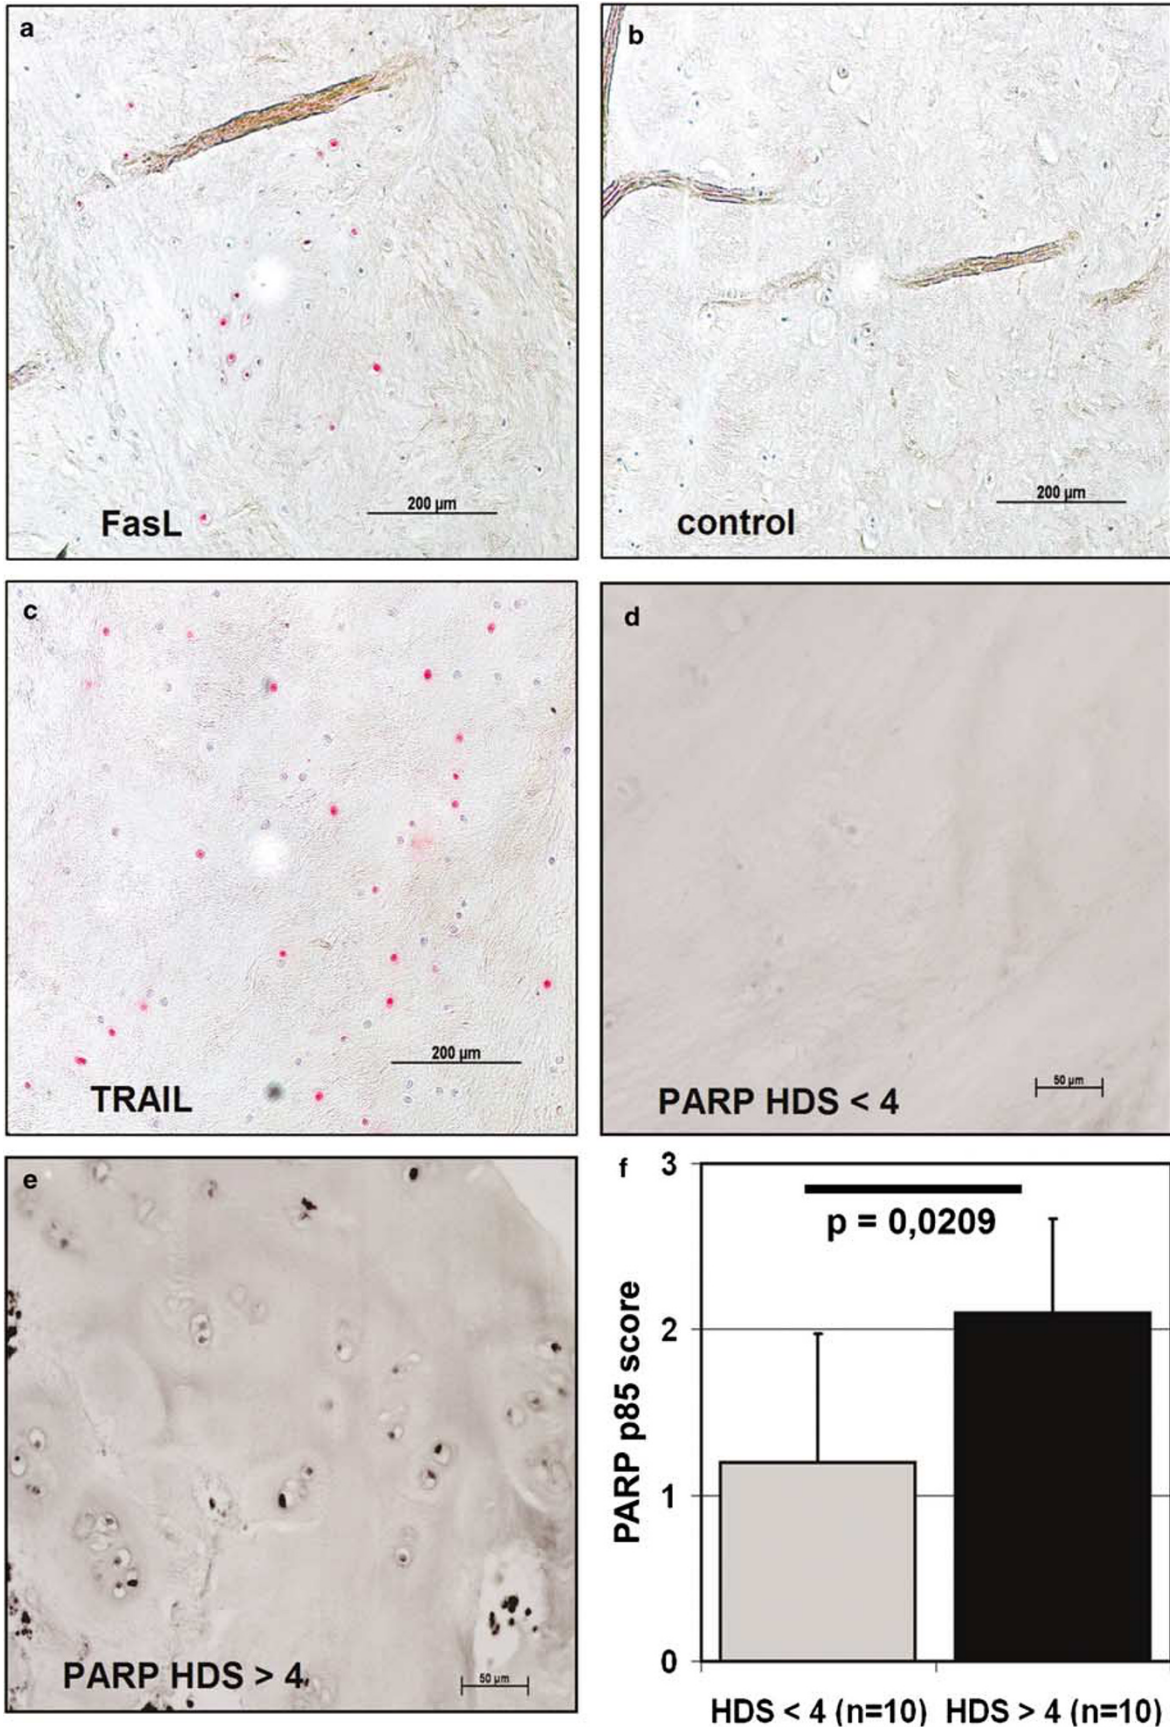 a
200 µm
FasL
b
200 µm
control
c
200 µm
TRAIL
d
50 µm
PARP HDS < 4
e
50 µm
PARP HDS > 4
f
3
p = 0,0209
2
1
0
PARP p85 score
HDS < 4 (n=10) HDS > 4 (n=10)